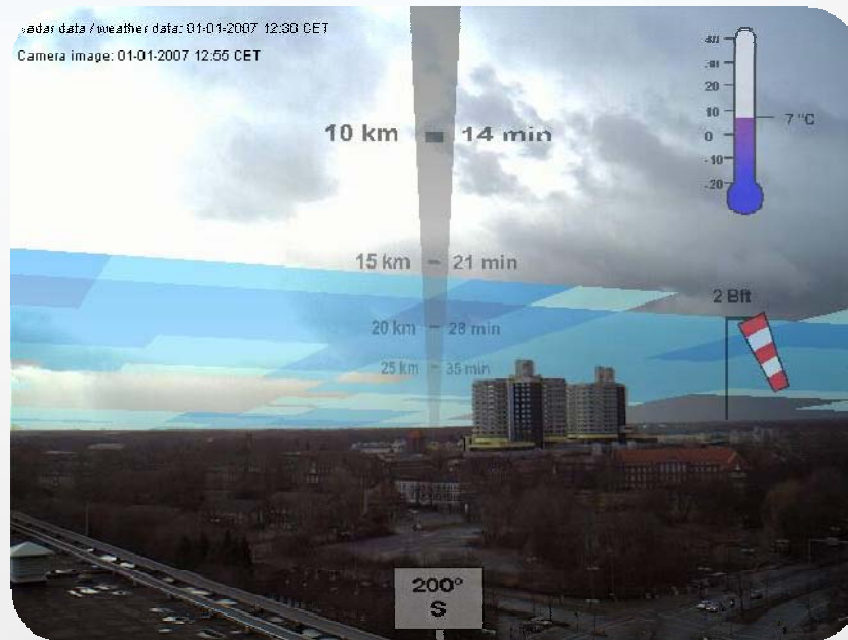 radar data / weather data: 01-01-2007 12:30 CET
Camera image: 01-01-2007 12:55 CET
10 km 14 min
15 km 21 min
20 km 28 min
25 km 35 min
40
30
20
10
0
-10
-20
7 °C
2 Bft
200°
S